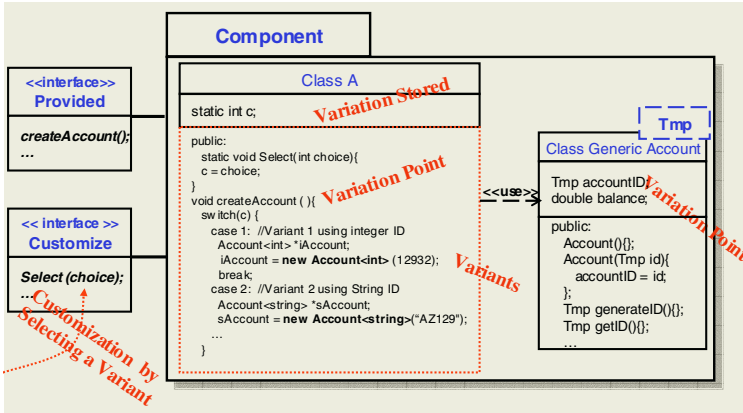 Component
<<interface>>
Provided
createAccount();
...
<< interface >>
Customize
Select (choice);
...
Customization by
Selecting a Variant
Class A
static int c;
Variation Stored
public:
static void Select(int choice){
c = choice;
}
Variation Point
void createAccount ( ){
switch(c) {
case 1: //Variant 1 using integer ID
Account<int> *iAccount;
iAccount = new Account<int> (12932);
break;
case 2: //Variant 2 using String ID
Account<string> *sAccount;
sAccount = new Account<string>("AZ129");
...
}
Variants
<<use>>
Tmp
Class Generic Account
Tmp accountID;
double balance;
Variation Point
public:
Account(){};
Account(Tmp id){
accountID = id;
};
Tmp generateID(){};
Tmp getID(){};
...